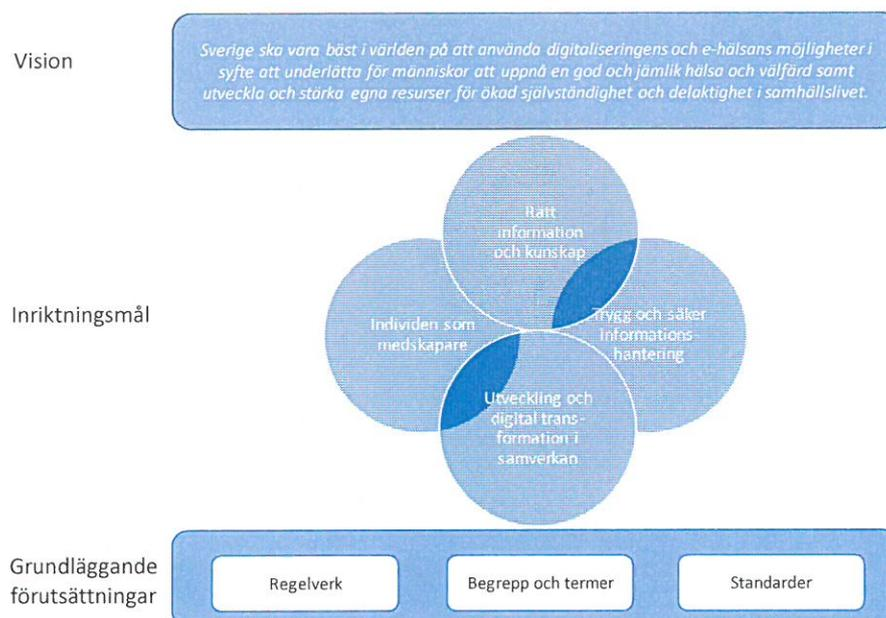 Vision
Sverige ska vara bäst i världen på att använda digitaliseringens och e-hälsans möjligheter i
syfte att underlätta för människor att uppnå en god och jämlik hälsa och välfärd samt
utveckla och stärka egna resurser för ökad självständighet och delaktighet i samhällslivet.
Inriktningsmål
Rätt
information
och kunskap
Individen som
medskapare
Trygg och säker
informations-
hantering
Utveckling och
digital trans-
formation i
samverkan
Grundläggande
förutsättningar
Regelverk
Begrepp och termer
Standarder